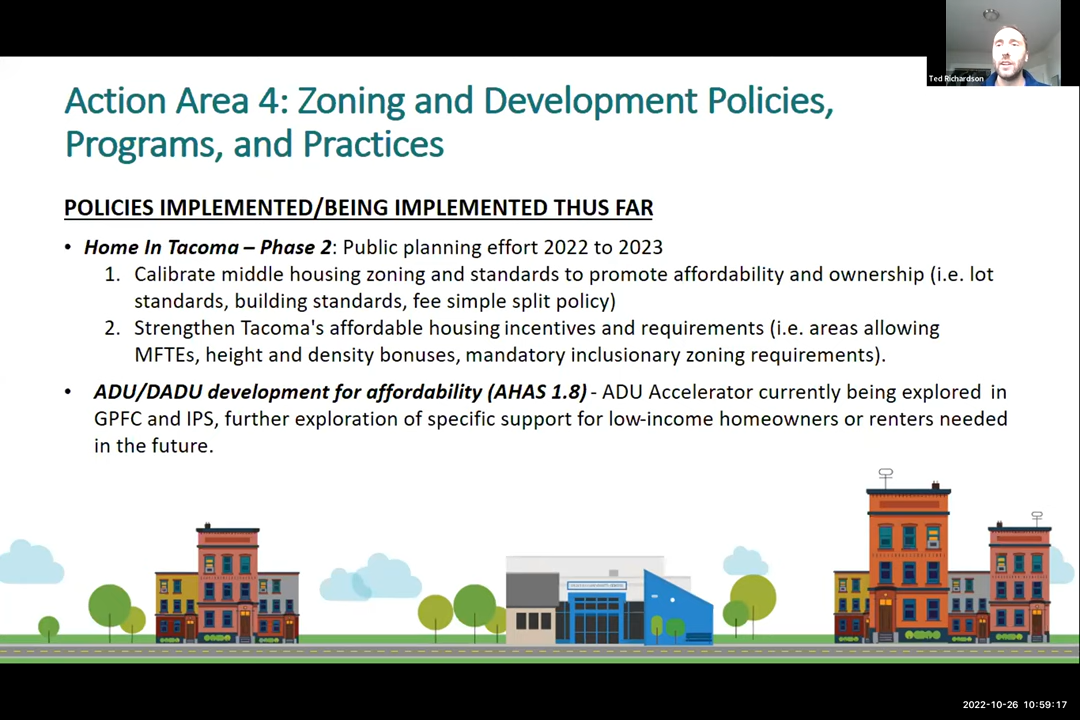 Ted Richardson
Action Area 4: Zoning and Development Policies,
Programs, and Practices
POLICIES IMPLEMENTED/BEING IMPLEMENTED THUS FAR
• Home In Tacoma – Phase 2: Public planning effort 2022 to 2023
1. Calibrate middle housing zoning and standards to promote affordability and ownership (i.e. lot
standards, building standards, fee simple split policy)
2. Strengthen Tacoma's affordable housing incentives and requirements (i.e. areas allowing
MFTEs, height and density bonuses, mandatory inclusionary zoning requirements).
• ADU/DADU development for affordability (AHAS 1.8) - ADU Accelerator currently being explored in
GPFC and IPS, further exploration of specific support for low-income homeowners or renters needed
in the future.
2022-10-26 10:59:17